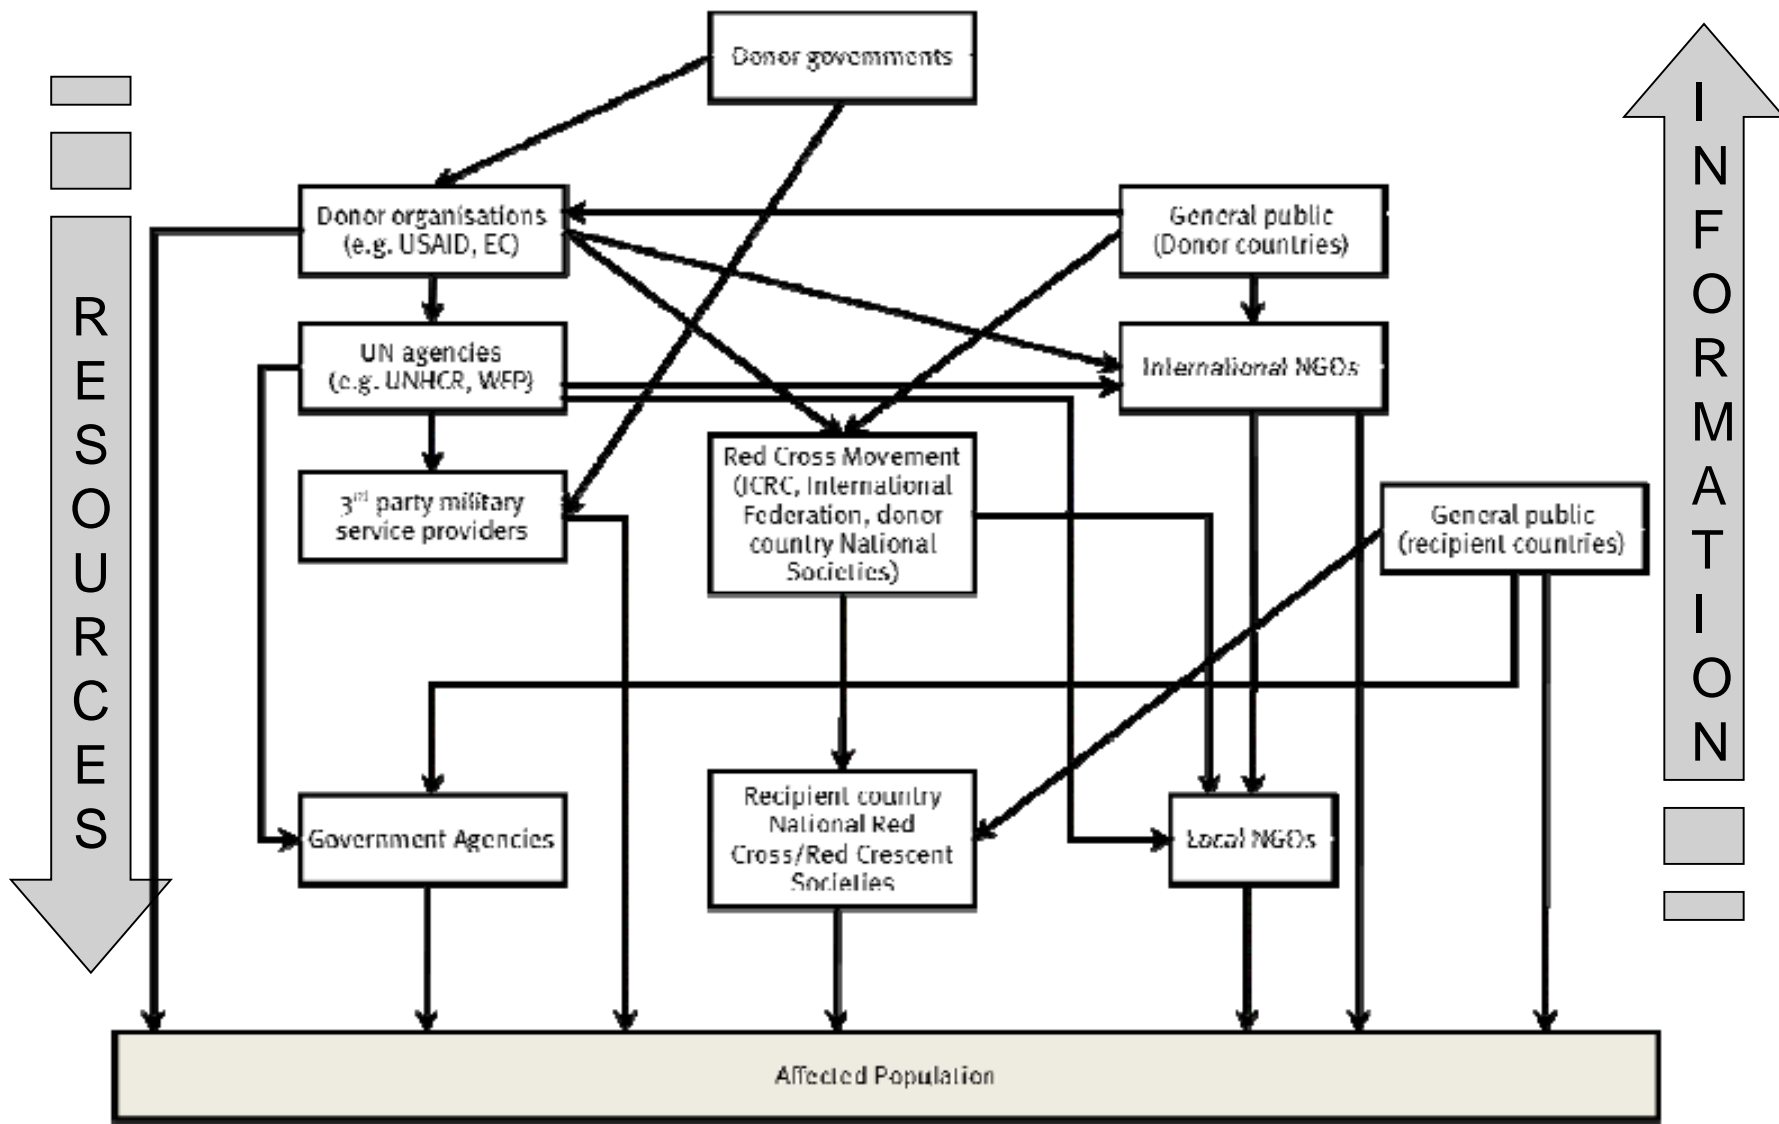 Donor governments
Donor organisations
(e.g. USAID, EC)
General public
(Donor countries)
UN agencies
(e.g. UNHCR, WFP)
International NGOs
3rd party military
service providers
Red Cross Movement
(ICRC, International
Federation, donor
country National
Societies)
General public
(recipient countries)
Government Agencies
Recipient country
National Red
Cross/Red Crescent
Societies
Local NGOs
Affected Population
RESOURCES
INFORMATION